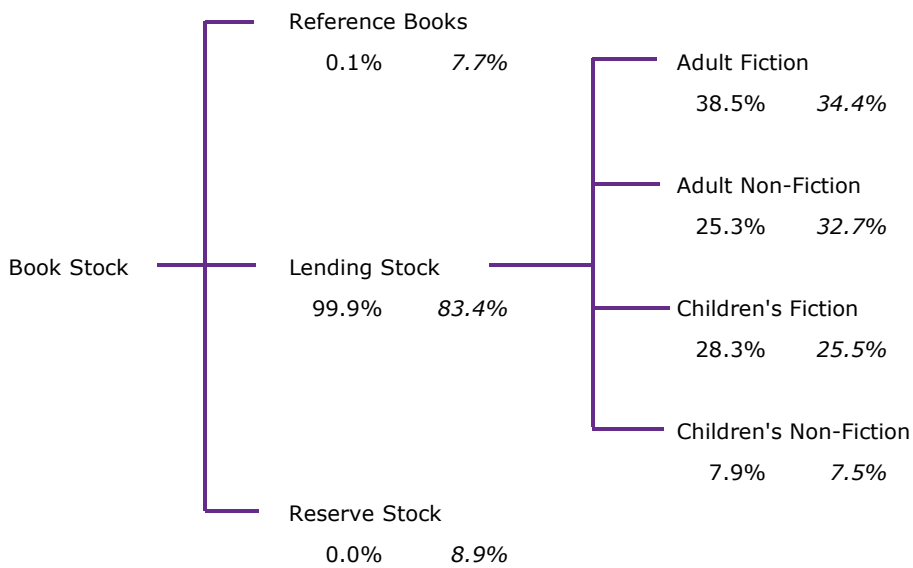 Reference Books
0.1% 7.7%
Adult Fiction
38.5% 34.4%
Adult Non-Fiction
25.3% 32.7%
Book Stock
Lending Stock
99.9% 83.4%
Children's Fiction
28.3% 25.5%
Children's Non-Fiction
7.9% 7.5%
Reserve Stock
0.0% 8.9%